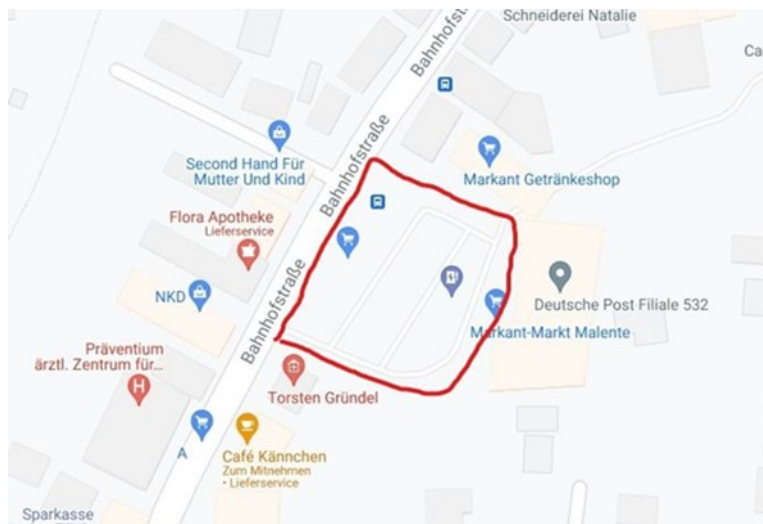 Schneiderei Natalie
Bahnhofstraße
Second Hand Für
Mutter Und Kind
Markant Getränkeshop
Bahnhofstraße
Flora Apotheke
Lieferservice
NKD
Deutsche Post Filiale 532
Bahnhofstraße
Markant-Markt Malente
Präventium
ärztl. Zentrum für...
Torsten Gründel
A
Café Kännchen
Zum Mitnehmen
• Lieferservice
Sparkasse